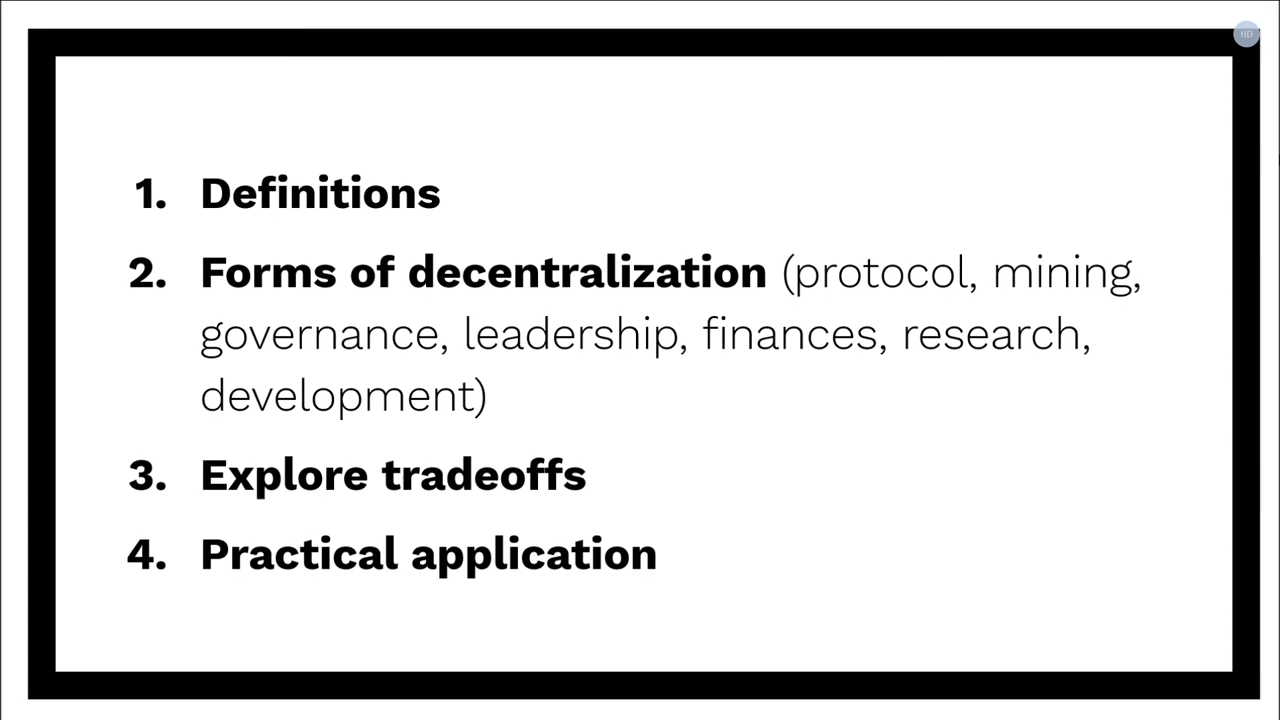 HD
1. Definitions
2. Forms of decentralization (protocol, mining,
governance, leadership, finances, research,
development)
3. Explore tradeoffs
4. Practical application